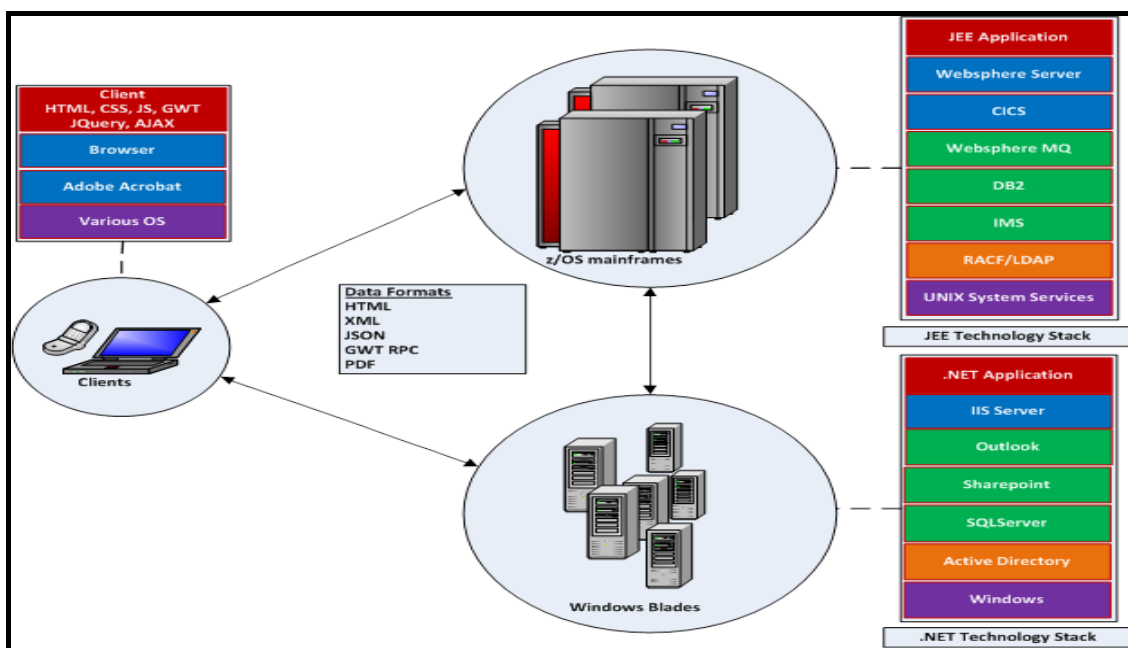 Client
HTML, CSS, JS, GWT
JQuery, AJAX
Browser
Adobe Acrobat
Various OS
Clients
Data Formats
HTML
XML
JSON
GWT RPC
PDF
z/OS mainframes
Windows Blades
JEE Application
Websphere Server
CICS
Websphere MQ
DB2
IMS
RACF/LDAP
UNIX System Services
JEE Technology Stack
.NET Application
IIS Server
Outlook
Sharepoint
SQLServer
Active Directory
Windows
.NET Technology Stack